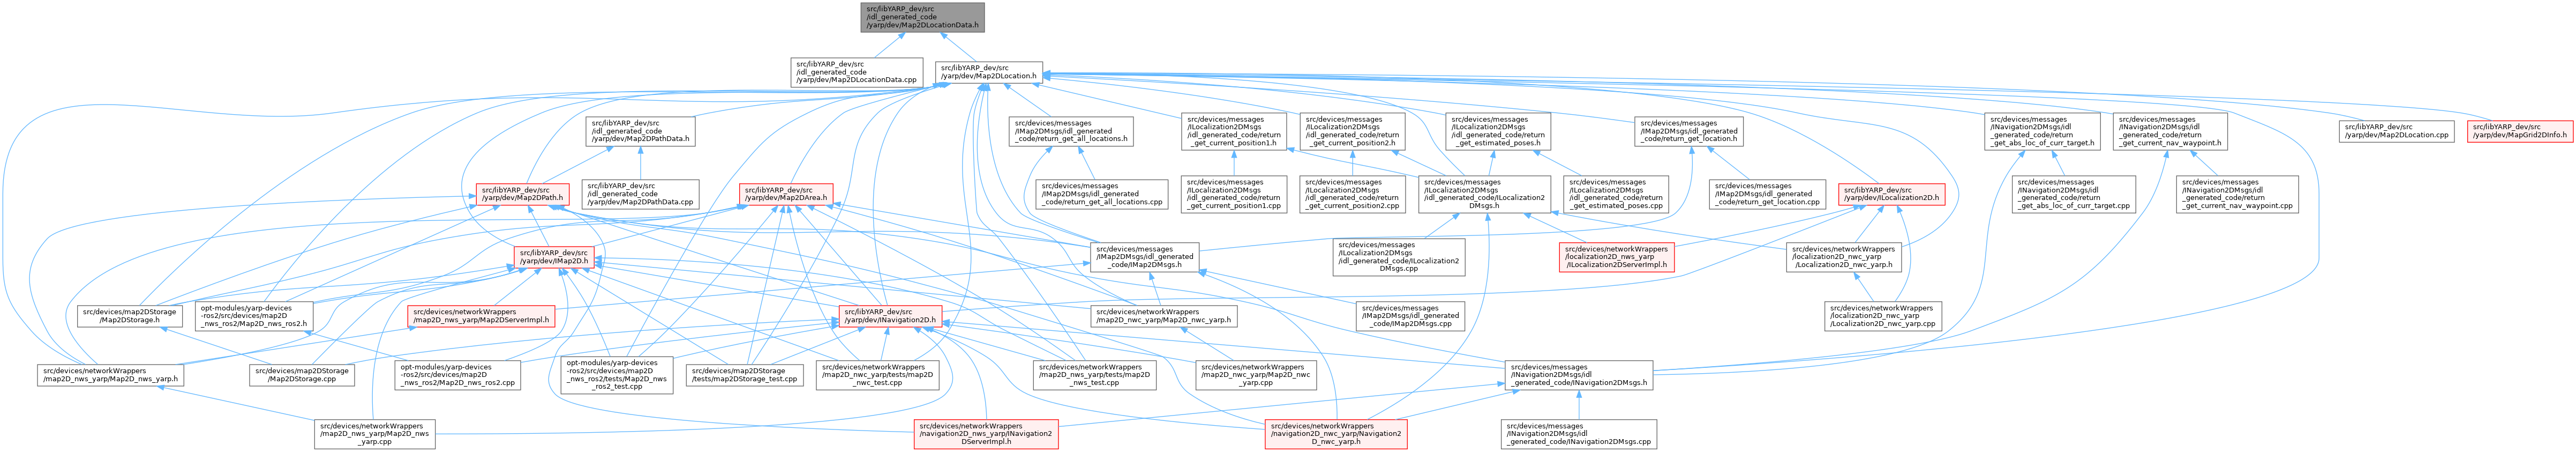 src/libYARP_dev/src
/idl_generated_code
/yarp/dev/Map2DLocationData.h
src/libYARP_dev/src
/idl_generated_code
/yarp/dev/Map2DLocationData.cpp
src/libYARP_dev/src
/yarp/dev/Map2DLocation.h
src/libYARP_dev/src
/idl_generated_code
/yarp/dev/Map2DPathData.h
src/devices/messages
/IMap2DMsgs/idl_generated
_code/return_get_all_locations.h
src/devices/messages
/ILocalization2DMsgs
/idl_generated_code/return
_get_current_position1.h
src/devices/messages
/ILocalization2DMsgs
/idl_generated_code/return
_get_current_position2.h
src/devices/messages
/ILocalization2DMsgs
/idl_generated_code/return
_get_estimated_poses.h
src/devices/messages
/IMap2DMsgs/idl_generated
_code/return_get_location.h
src/devices/messages
/INavigation2DMsgs/idl
_generated_code/return
_get_abs_loc_of_curr_target.h
src/devices/messages
/INavigation2DMsgs/idl
_generated_code/return
_get_current_nav_waypoint.h
src/libYARP_dev/src
/yarp/dev/Map2DLocation.cpp
src/libYARP_dev/src
/yarp/dev/MapGrid2DInfo.h
src/libYARP_dev/src
/yarp/dev/Map2DPath.h
src/libYARP_dev/src
/idl_generated_code
/yarp/dev/Map2DPathData.cpp
src/libYARP_dev/src
/yarp/dev/Map2DArea.h
src/devices/messages
/IMap2DMsgs/idl_generated
_code/return_get_all_locations.cpp
src/devices/messages
/ILocalization2DMsgs
/idl_generated_code/return
_get_current_position1.cpp
src/devices/messages
/ILocalization2DMsgs
/idl_generated_code/return
_get_current_position2.cpp
src/devices/messages
/ILocalization2DMsgs
/idl_generated_code/ILocalization2
DMsgs.h
src/devices/messages
/ILocalization2DMsgs
/idl_generated_code/return
_get_estimated_poses.cpp
src/devices/messages
/IMap2DMsgs/idl_generated
_code/return_get_location.cpp
src/libYARP_dev/src
/yarp/dev/ILocalization2D.h
src/devices/messages
/INavigation2DMsgs/idl
_generated_code/return
_get_abs_loc_of_curr_target.cpp
src/devices/messages
/INavigation2DMsgs/idl
_generated_code/return
_get_current_nav_waypoint.cpp
src/libYARP_dev/src
/yarp/dev/IMap2D.h
src/devices/messages
/IMap2DMsgs/idl_generated
_code/IMap2DMsgs.h
src/devices/messages
/ILocalization2DMsgs
/idl_generated_code/ILocalization2
DMsgs.cpp
src/devices/networkWrappers
/localization2D_nws_yarp
/ILocalization2DServerImpl.h
src/devices/networkWrappers
/localization2D_nwc_yarp
/Localization2D_nwc_yarp.h
src/devices/map2DStorage
/Map2DStorage.h
opt-modules/yarp-devices
-ros2/src/devices/map2D
_nws_ros2/Map2D_nws_ros2.h
src/devices/networkWrappers
/map2D_nws_yarp/Map2DServerImpl.h
src/libYARP_dev/src
/yarp/dev/INavigation2D.h
src/devices/networkWrappers
/map2D_nwc_yarp/Map2D_nwc_yarp.h
src/devices/messages
/IMap2DMsgs/idl_generated
_code/IMap2DMsgs.cpp
src/devices/networkWrappers
/localization2D_nwc_yarp
/Localization2D_nwc_yarp.cpp
src/devices/networkWrappers
/map2D_nws_yarp/Map2D_nws_yarp.h
src/devices/map2DStorage
/Map2DStorage.cpp
opt-modules/yarp-devices
-ros2/src/devices/map2D
_nws_ros2/Map2D_nws_ros2.cpp
opt-modules/yarp-devices
-ros2/src/devices/map2D
_nws_ros2/tests/Map2D_nws
_ros2_test.cpp
src/devices/map2DStorage
/tests/map2DStorage_test.cpp
src/devices/networkWrappers
/map2D_nwc_yarp/tests/map2D
_nwc_test.cpp
src/devices/networkWrappers
/map2D_nws_yarp/tests/map2D
_nws_test.cpp
src/devices/networkWrappers
/map2D_nwc_yarp/Map2D_nwc
_yarp.cpp
src/devices/messages
/INavigation2DMsgs/idl
_generated_code/INavigation2DMsgs.h
src/devices/networkWrappers
/map2D_nws_yarp/Map2D_nws
_yarp.cpp
src/devices/networkWrappers
/navigation2D_nws_yarp/INavigation2
DServerImpl.h
src/devices/networkWrappers
/navigation2D_nwc_yarp/Navigation2
D_nwc_yarp.h
src/devices/messages
/INavigation2DMsgs/idl
_generated_code/INavigation2DMsgs.cpp